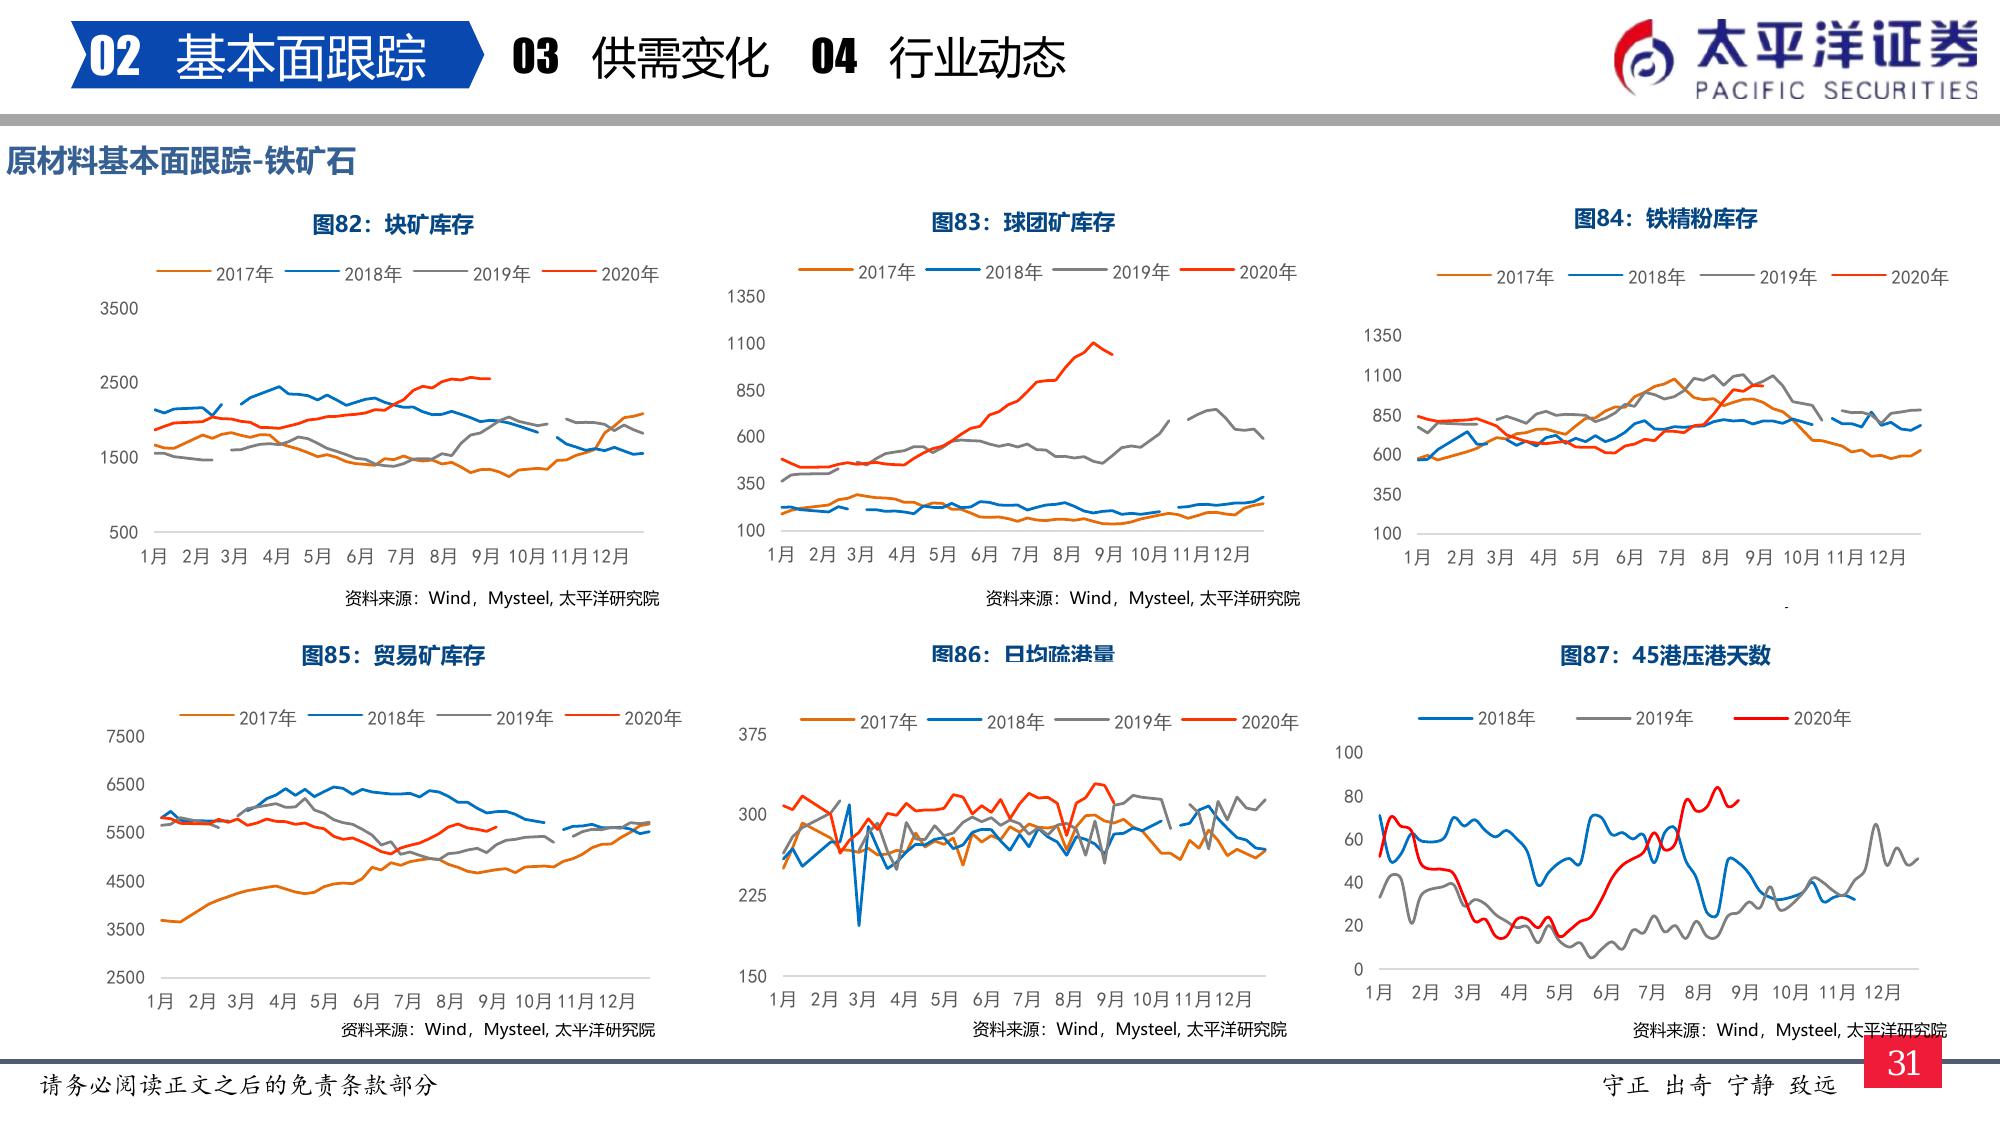 02 基本面跟踪 03 供需变化 04 行业动态
太平洋证券
PACIFIC SECURITIES
原材料基本面跟踪-铁矿石
图82：块矿库存
2017年 2018年 2019年 2020年
3500
2500
1500
500
1月 2月 3月 4月 5月 6月 7月 8月 9月 10月 11月 12月
资料来源：Wind，Mysteel, 太平洋研究院
图83：球团矿库存
2017年 2018年 2019年 2020年
1350
1100
850
600
350
100
1月 2月 3月 4月 5月 6月 7月 8月 9月 10月 11月 12月
资料来源：Wind，Mysteel, 太平洋研究院
图84：铁精粉库存
2017年 2018年 2019年 2020年
1350
1100
850
600
350
100
1月 2月 3月 4月 5月 6月 7月 8月 9月 10月 11月 12月
图85：贸易矿库存
2017年 2018年 2019年 2020年
7500
6500
5500
4500
3500
2500
1月 2月 3月 4月 5月 6月 7月 8月 9月 10月 11月 12月
资料来源：Wind，Mysteel, 太平洋研究院
图86：日均疏港量
2017年 2018年 2019年 2020年
375
300
225
150
1月 2月 3月 4月 5月 6月 7月 8月 9月 10月 11月 12月
资料来源：Wind，Mysteel, 太平洋研究院
图87：45港压港天数
2018年 2019年 2020年
100
80
60
40
20
0
1月 2月 3月 4月 5月 6月 7月 8月 9月 10月 11月 12月
资料来源：Wind，Mysteel, 太平洋研究院
请务必阅读正文之后的免责条款部分
守正 出奇 宁静 致远
31